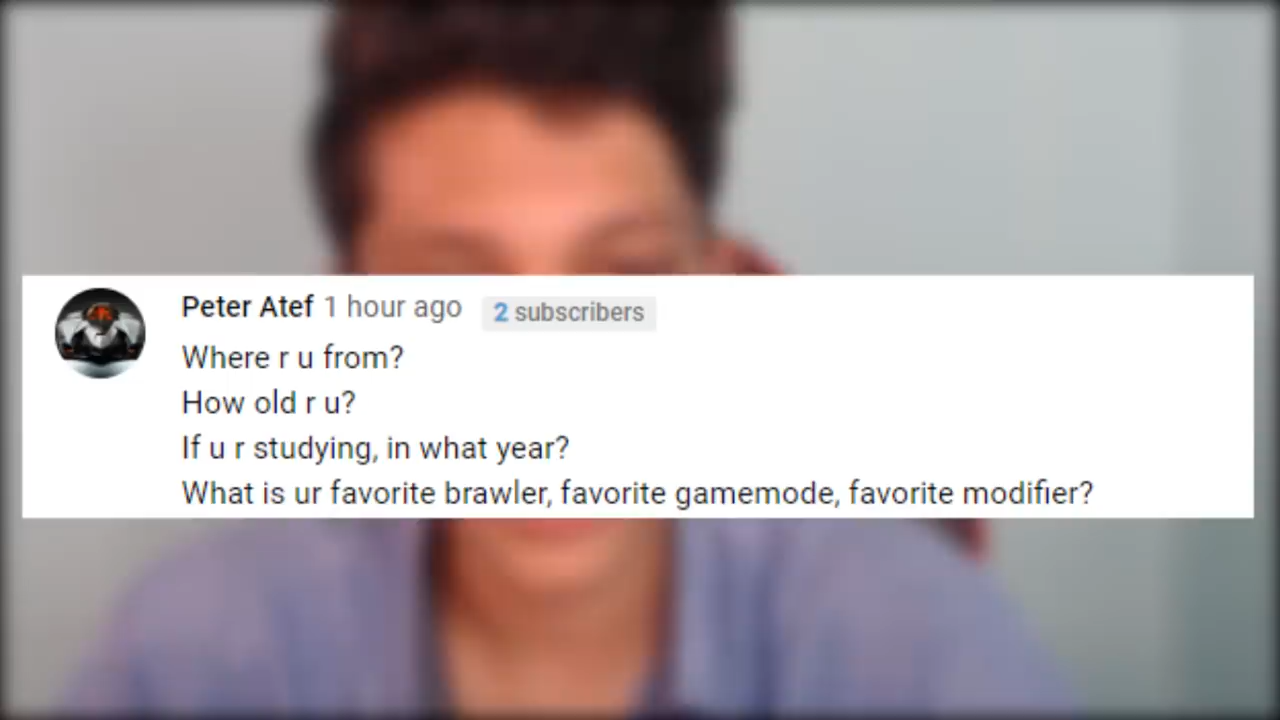 Peter Atef 1 hour ago 2 subscribers
Where r u from?
How old r u?
If u r studying, in what year?
What is ur favorite brawler, favorite gamemode, favorite modifier?